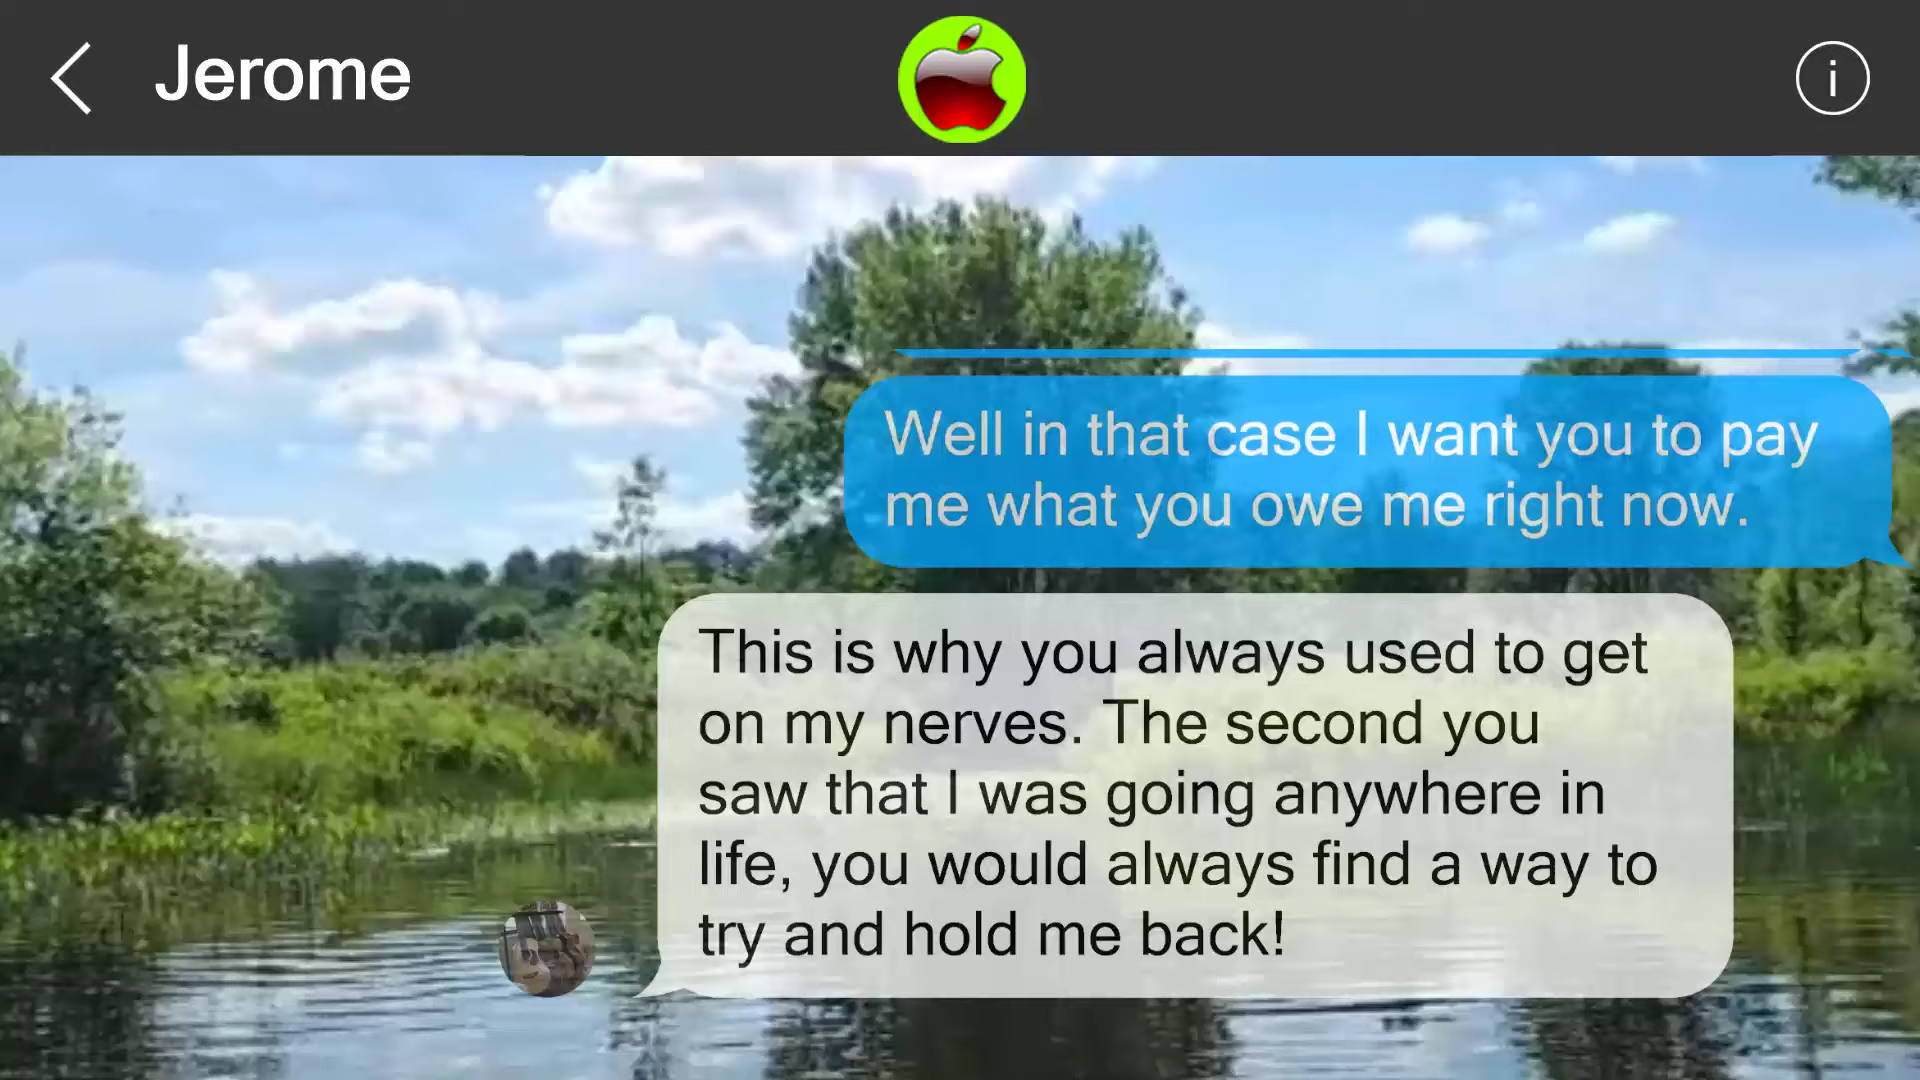 Jerome
i
Well in that case I want you to pay
me what you owe me right now.
This is why you always used to get
on my nerves. The second you
saw that I was going anywhere in
life, you would always find a way to
try and hold me back!